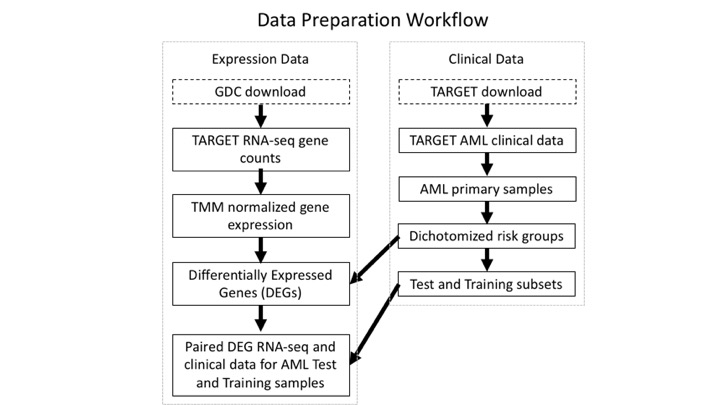 Data Preparation Workflow
Expression Data
GDC download
TARGET RNA-seq gene
counts
TMM normalized gene
expression
Differentially Expressed
Genes (DEGs)
Paired DEG RNA-seq and
clinical data for AML Test
and Training samples
Clinical Data
TARGET download
TARGET AML clinical data
AML primary samples
Dichotomized risk groups
Test and Training subsets